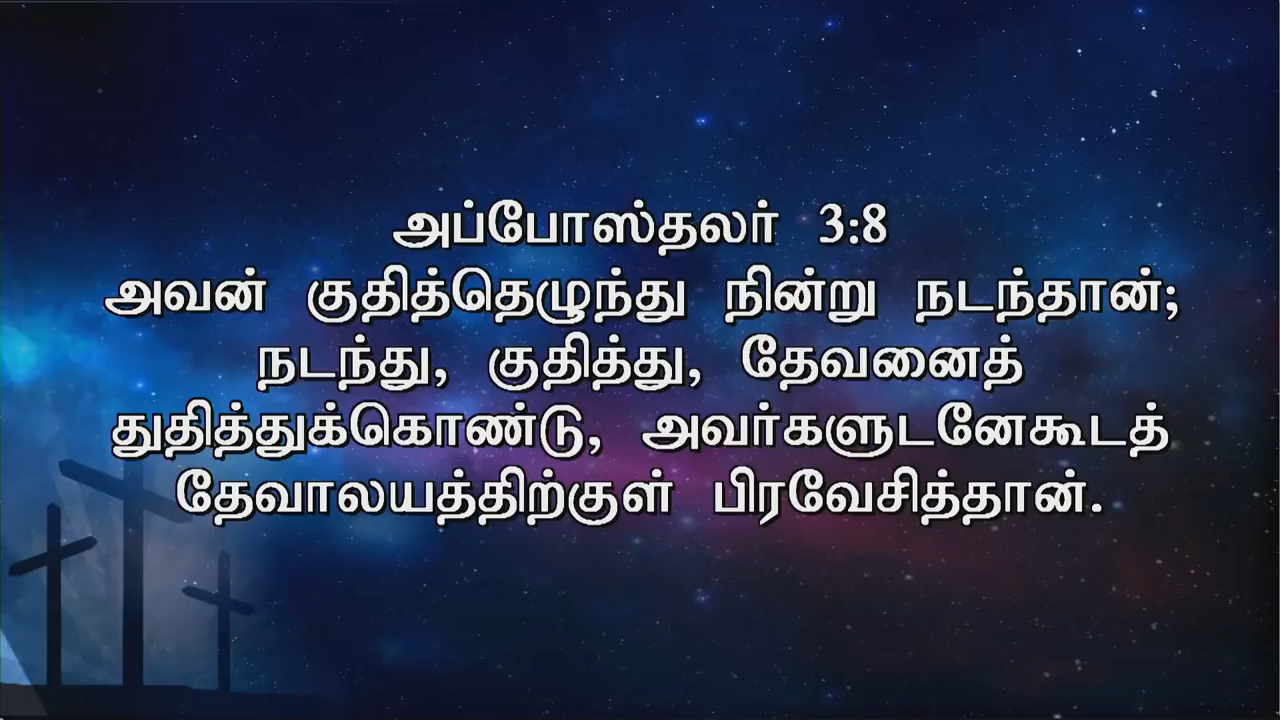 அப்போஸ்தலர் 3:8
அவன் குதித்தெழுந்து நின்று நடந்தான்;
நடந்து, குதித்து, தேவனைத்
துதித்துக்கொண்டு, அவர்களுடனேகூடத்
தேவாலயத்திற்குள் பிரவேசித்தான்.